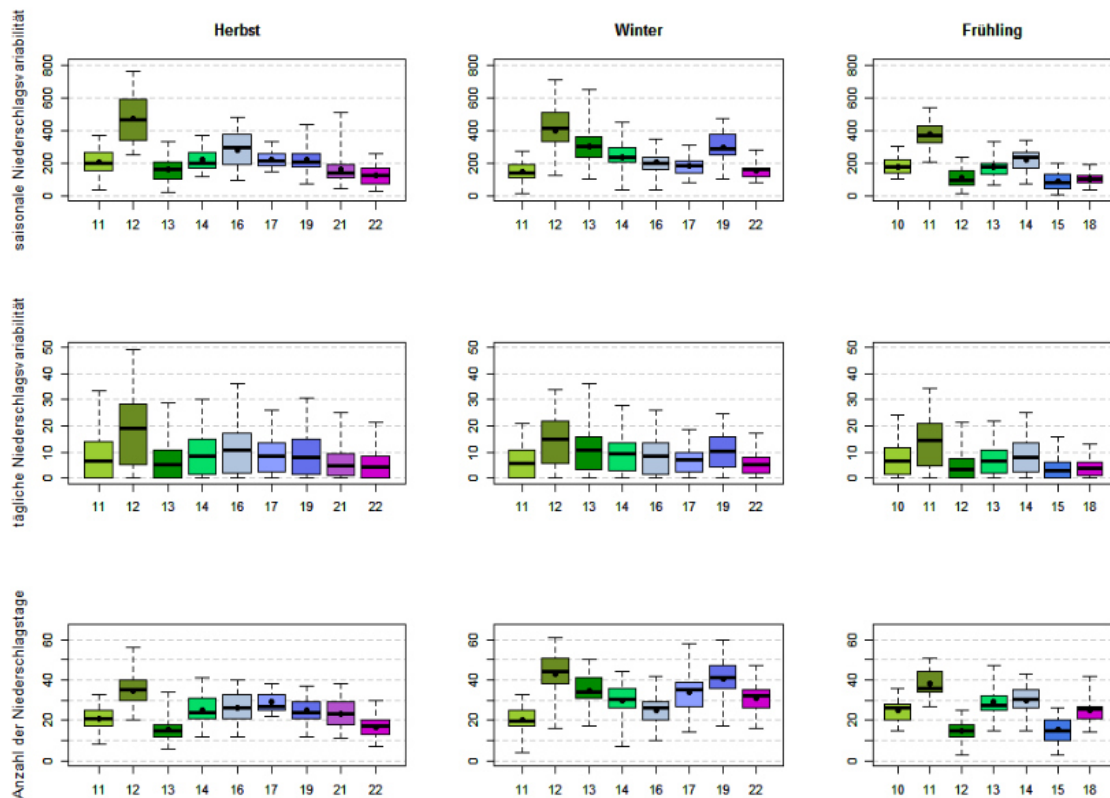 Herbst Winter Frühling
saisonale Niederschlagsvariabilität
800 800 800
600 600 600
400 400 400
200 200 200
0 0 0
11 12 13 14 16 17 19 21 22 11 12 13 14 16 17 19 22 10 11 12 13 14 15 18
tägliche Niederschlagsvariabilität
50 50 50
40 40 40
30 30 30
20 20 20
10 10 10
0 0 0
11 12 13 14 16 17 19 21 22 11 12 13 14 16 17 19 22 10 11 12 13 14 15 18
Anzahl der Niederschlagstage
60 60 60
40 40 40
20 20 20
0 0 0
11 12 13 14 16 17 19 21 22 11 12 13 14 16 17 19 22 10 11 12 13 14 15 18